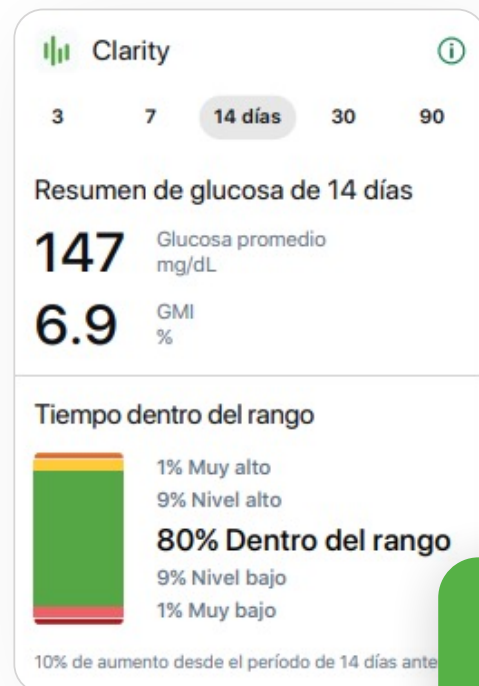 Clarity
3 7 14 días 30 90
Resumen de glucosa de 14 días
147 Glucosa promedio
mg/dL
6.9 GMI
%
Tiempo dentro del rango
1% Muy alto
9% Nivel alto
80% Dentro del rango
9% Nivel bajo
1% Muy bajo
10% de aumento desde el período de 14 días